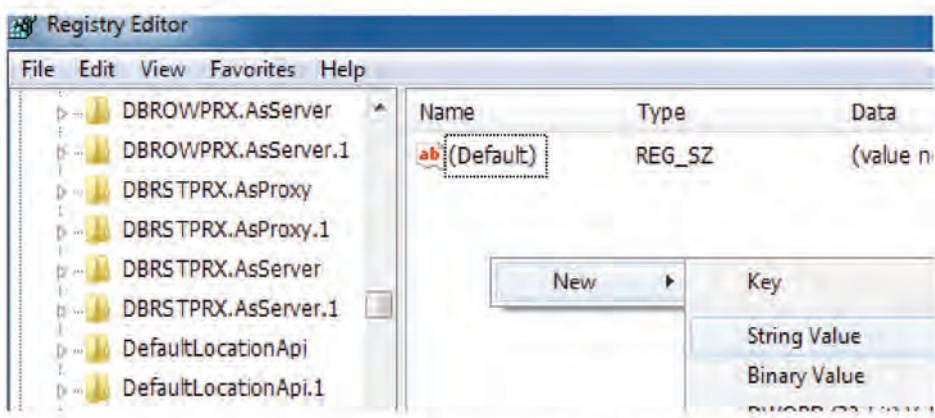 Registry Editor
File Edit View Favorites Help
DBROWPRX.AsServer
DBROWPRX.AsServer.1
DBRSTPRX.AsProxy
DBRSTPRX.AsProxy.1
DBRSTPRX.AsServer
DBRSTPRX.AsServer.1
DefaultLocationApi
DefaultLocationApi.1
Name Type Data
ab (Default) REG_SZ (value n
New
Key
String Value
Binary Value